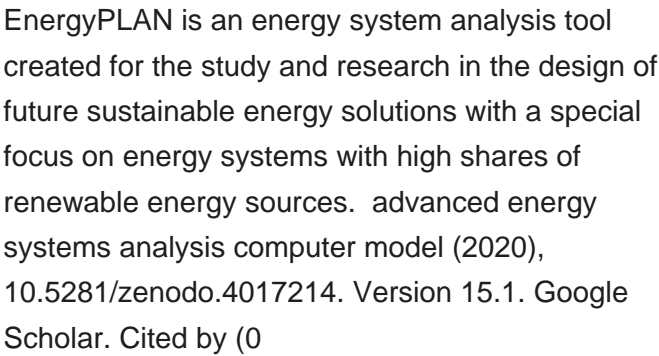 EnergyPLAN is an energy system analysis tool
created for the study and research in the design of
future sustainable energy solutions with a special
focus on energy systems with high shares of
renewable energy sources.  advanced energy
systems analysis computer model (2020),
10.5281/zenodo.4017214. Version 15.1. Google
Scholar. Cited by (0